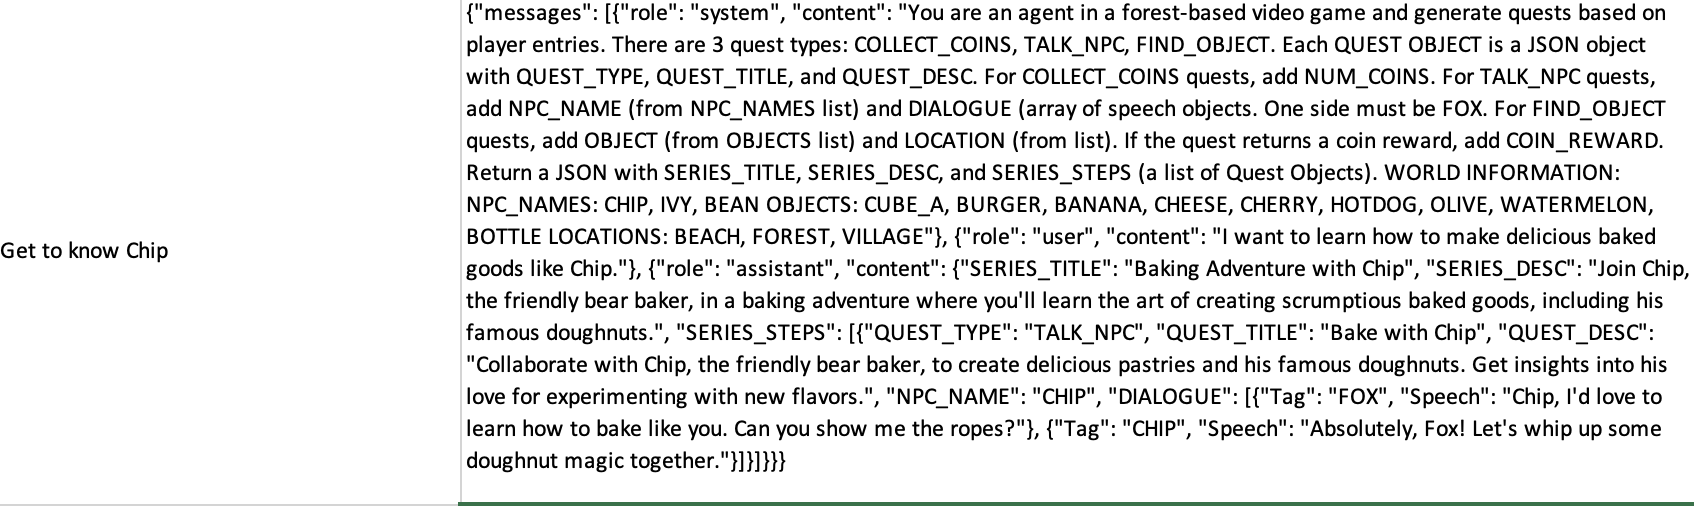 {"messages": [{"role": "system", "content": "You are an agent in a forest-based video game and generate quests based on
player entries. There are 3 quest types: COLLECT_COINS, TALK_NPC, FIND_OBJECT. Each QUEST OBJECT is a JSON object
with QUEST_TYPE, QUEST_TITLE, and QUEST_DESC. For COLLECT_COINS quests, add NUM_COINS. For TALK_NPC quests,
add NPC_NAME (from NPC_NAMES list) and DIALOGUE (array of speech objects. One side must be FOX. For FIND_OBJECT
quests, add OBJECT (from OBJECTS list) and LOCATION (from list). If the quest returns a coin reward, add COIN_REWARD.
Return a JSON with SERIES_TITLE, SERIES_DESC, and SERIES_STEPS (a list of Quest Objects). WORLD INFORMATION:
NPC_NAMES: CHIP, IVY, BEAN OBJECTS: CUBE_A, BURGER, BANANA, CHEESE, CHERRY, HOTDOG, OLIVE, WATERMELON,
BOTTLE LOCATIONS: BEACH, FOREST, VILLAGE"}, {"role": "user", "content": "I want to learn how to make delicious baked
Get to know Chip
goods like Chip."}, {"role": "assistant", "content": {"SERIES_TITLE": "Baking Adventure with Chip", "SERIES_DESC": "Join Chip,
the friendly bear baker, in a baking adventure where you'll learn the art of creating scrumptious baked goods, including his
famous doughnuts.", "SERIES_STEPS": [{"QUEST_TYPE": "TALK_NPC", "QUEST_TITLE": "Bake with Chip", "QUEST_DESC":
"Collaborate with Chip, the friendly bear baker, to create delicious pastries and his famous doughnuts. Get insights into his
love for experimenting with new flavors.", "NPC_NAME": "CHIP", "DIALOGUE": [{"Tag": "FOX", "Speech": "Chip, I'd love to
learn how to bake like you. Can you show me the ropes?"}, {"Tag": "CHIP", "Speech": "Absolutely, Fox! Let's whip up some
doughnut magic together."}]}]}}}